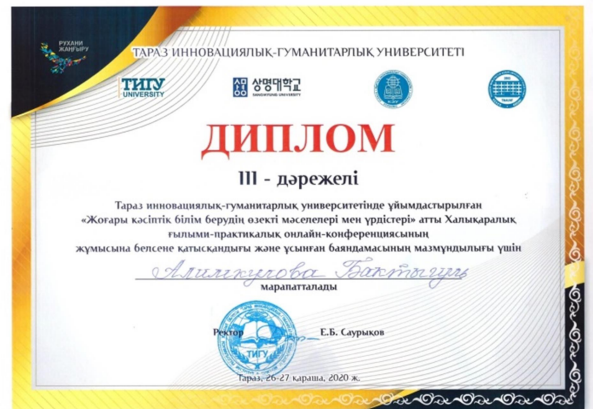 РУХАНИ
ЖАҢҒЫРУ
ТАРАЗ ИННОВАЦИЯЛЫҚ-ГУМАНИТАРЛЫҚ УНИВЕРСИТЕТІ
ТИГУ
UNIVERSITY
상명대학교
SANGMYUNG UNIVERSITY
ДИПЛОМ
III - дәрежелі
Тараз инновациялық-гуманитарлық университетінде ұйымдастырылған
«Жоғары кәсіптік білім берудің өзекті мәселелері мен үрдістері» атты Халықаралық
ғылыми-практикалық онлайн-конференциясының
жұмысына белсене қатысқандығы және ұсынған баяндамасының мазмұндылығы үшін
Алимкулова Бактыгуль
марапатталады
Ректор Е.Б. Саурықов
ТИГУ
Тараз, 26-27 қараша, 2020 ж.